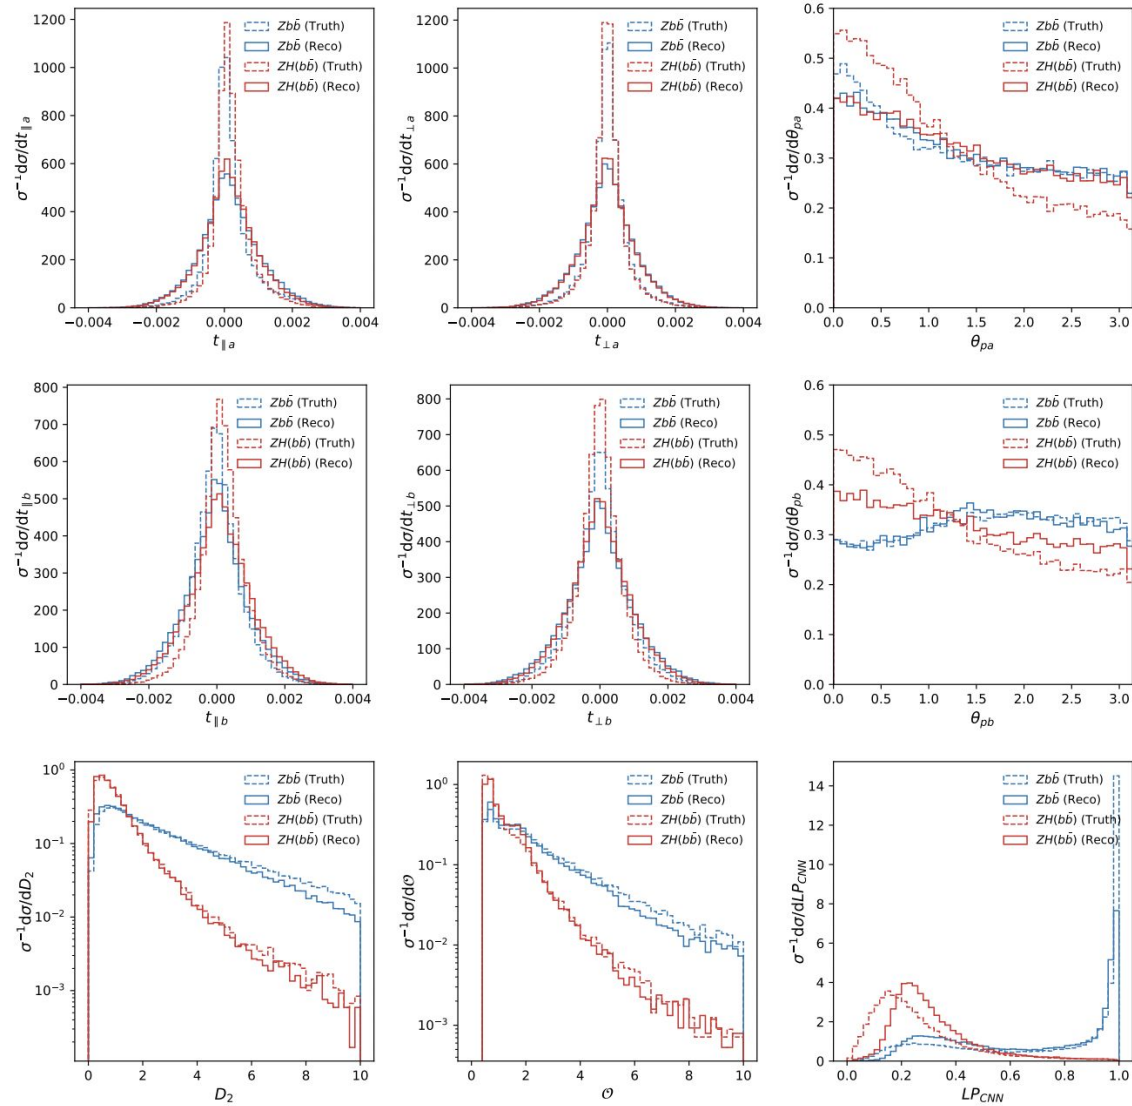 1200
1000
800
600
400
200
0
σ⁻¹dσ/dt∥a
Zbb̄ (Truth)
Zbb̄ (Reco)
ZH(bb̄) (Truth)
ZH(bb̄) (Reco)
−0.004 −0.002 0.000 0.002 0.004
t∥a
1200
1000
800
600
400
200
0
σ⁻¹dσ/dt⊥a
Zbb̄ (Truth)
Zbb̄ (Reco)
ZH(bb̄) (Truth)
ZH(bb̄) (Reco)
−0.004 −0.002 0.000 0.002 0.004
t⊥a
0.6
0.5
0.4
0.3
0.2
0.1
0.0
σ⁻¹dσ/dθpa
Zbb̄ (Truth)
Zbb̄ (Reco)
ZH(bb̄) (Truth)
ZH(bb̄) (Reco)
0.0 0.5 1.0 1.5 2.0 2.5 3.0
θpa
800
700
600
500
400
300
200
100
0
σ⁻¹dσ/dt∥b
Zbb̄ (Truth)
Zbb̄ (Reco)
ZH(bb̄) (Truth)
ZH(bb̄) (Reco)
−0.004 −0.002 0.000 0.002 0.004
t∥b
800
700
600
500
400
300
200
100
0
σ⁻¹dσ/dt⊥b
Zbb̄ (Truth)
Zbb̄ (Reco)
ZH(bb̄) (Truth)
ZH(bb̄) (Reco)
−0.004 −0.002 0.000 0.002 0.004
t⊥b
0.6
0.5
0.4
0.3
0.2
0.1
0.0
σ⁻¹dσ/dθpb
Zbb̄ (Truth)
Zbb̄ (Reco)
ZH(bb̄) (Truth)
ZH(bb̄) (Reco)
0.0 0.5 1.0 1.5 2.0 2.5 3.0
θpb
10⁰
10⁻¹
10⁻²
10⁻³
σ⁻¹dσ/dD₂
Zbb̄ (Truth)
Zbb̄ (Reco)
ZH(bb̄) (Truth)
ZH(bb̄) (Reco)
0 2 4 6 8 10
D₂
10⁰
10⁻¹
10⁻²
10⁻³
σ⁻¹dσ/d𝒪
Zbb̄ (Truth)
Zbb̄ (Reco)
ZH(bb̄) (Truth)
ZH(bb̄) (Reco)
0 2 4 6 8 10
𝒪
14
12
10
8
6
4
2
0
σ⁻¹dσ/dLPCNN
Zbb̄ (Truth)
Zbb̄ (Reco)
ZH(bb̄) (Truth)
ZH(bb̄) (Reco)
0.0 0.2 0.4 0.6 0.8 1.0
LPCNN